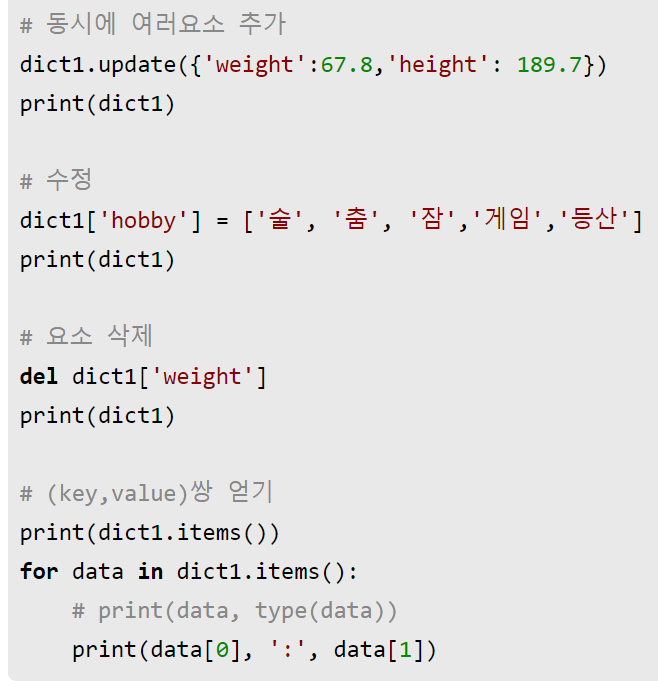 # 동시에 여러요소 추가
dict1.update({'weight':67.8,'height': 189.7})
print(dict1)
# 수정
dict1['hobby'] = ['술', '춤', '잠','게임','등산']
print(dict1)
# 요소 삭제
del dict1['weight']
print(dict1)
# (key,value)쌍 얻기
print(dict1.items())
for data in dict1.items():
    # print(data, type(data))
    print(data[0], ':', data[1])